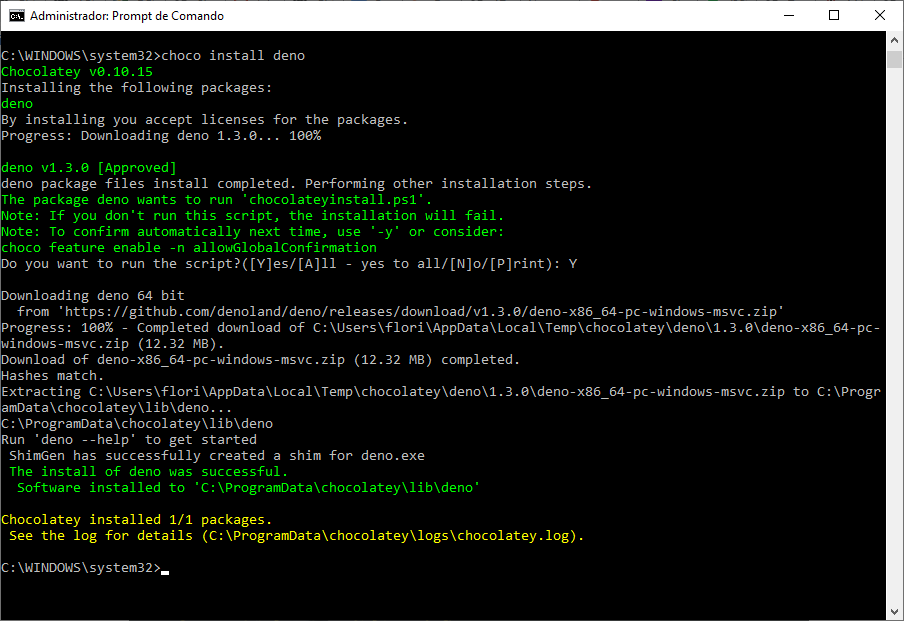 Administrador: Prompt de Comando
C:\WINDOWS\system32>choco install deno
Chocolatey v0.10.15
Installing the following packages:
deno
By installing you accept licenses for the packages.
Progress: Downloading deno 1.3.0... 100%
deno v1.3.0 [Approved]
deno package files install completed. Performing other installation steps.
The package deno wants to run 'chocolateyinstall.ps1'.
Note: If you don't run this script, the installation will fail.
Note: To confirm automatically next time, use '-y' or consider:
choco feature enable -n allowGlobalConfirmation
Do you want to run the script?([Y]es/[A]ll - yes to all/[N]o/[P]rint): Y
Downloading deno 64 bit
  from 'https://github.com/denoland/deno/releases/download/v1.3.0/deno-x86_64-pc-windows-msvc.zip'
Progress: 100% - Completed download of C:\Users\flori\AppData\Local\Temp\chocolatey\deno\1.3.0\deno-x86_64-pc-
windows-msvc.zip (12.32 MB).
Download of deno-x86_64-pc-windows-msvc.zip (12.32 MB) completed.
Hashes match.
Extracting C:\Users\flori\AppData\Local\Temp\chocolatey\deno\1.3.0\deno-x86_64-pc-windows-msvc.zip to C:\Progr
amData\chocolatey\lib\deno...
C:\ProgramData\chocolatey\lib\deno
Run 'deno --help' to get started
 ShimGen has successfully created a shim for deno.exe
 The install of deno was successful.
  Software installed to 'C:\ProgramData\chocolatey\lib\deno'
Chocolatey installed 1/1 packages.
 See the log for details (C:\ProgramData\chocolatey\logs\chocolatey.log).
C:\WINDOWS\system32>